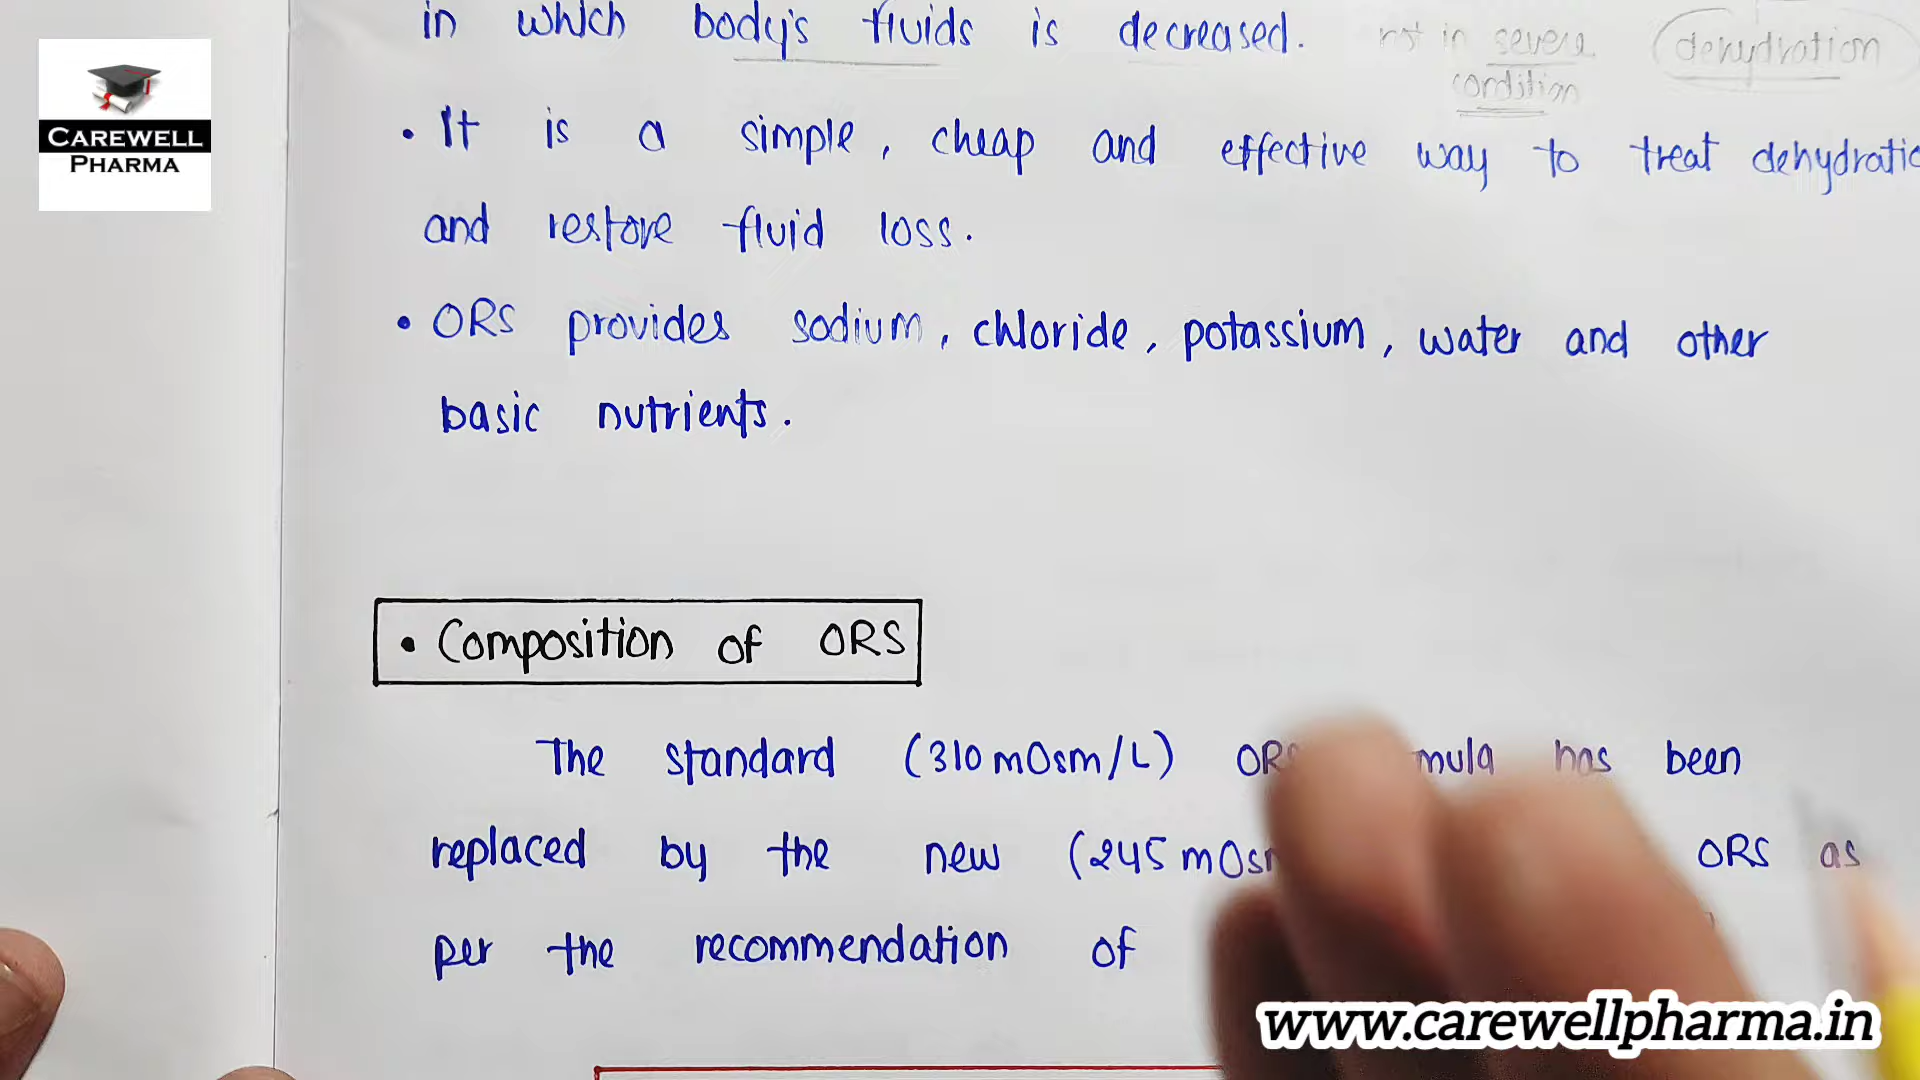 in which body's fluids is decreased. not in severe condition dehydration
CAREWELL
PHARMA
• It is a simple, cheap and effective way to treat
and restore fluid loss.
• ORS provides sodium, chloride, potassium, water and other
basic nutrients.
• Composition of ORS
The standard (310 mOsm/L) has been
replaced by the new (245 ORS as
per the recommendation of
www.carewellpharma.in